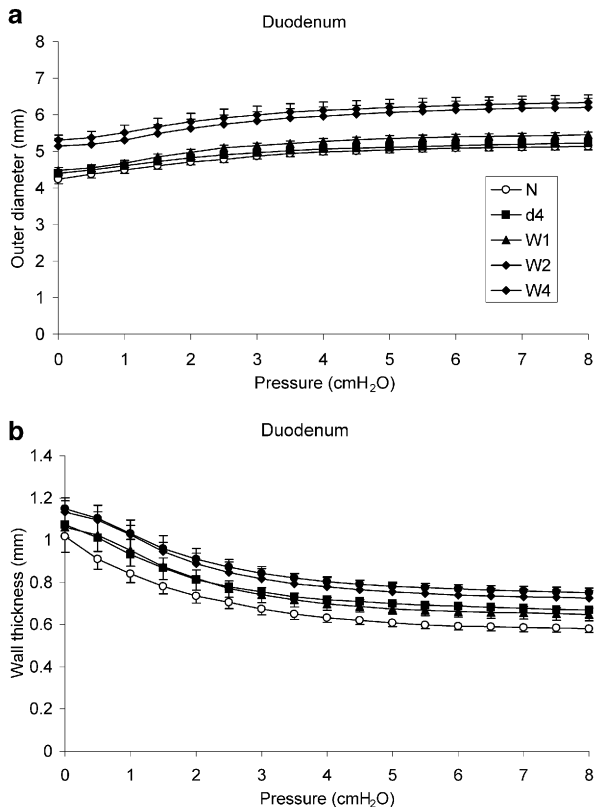 a
Duodenum
8
7
6
5
4
3
2
1
0
Outer diameter (mm)
N
d4
W1
W2
W4
0 1 2 3 4 5 6 7 8
Pressure (cmH₂O)
b
Duodenum
1.4
1.2
1
0.8
0.6
0.4
0.2
0
Wall thickness (mm)
0 1 2 3 4 5 6 7 8
Pressure (cmH₂O)